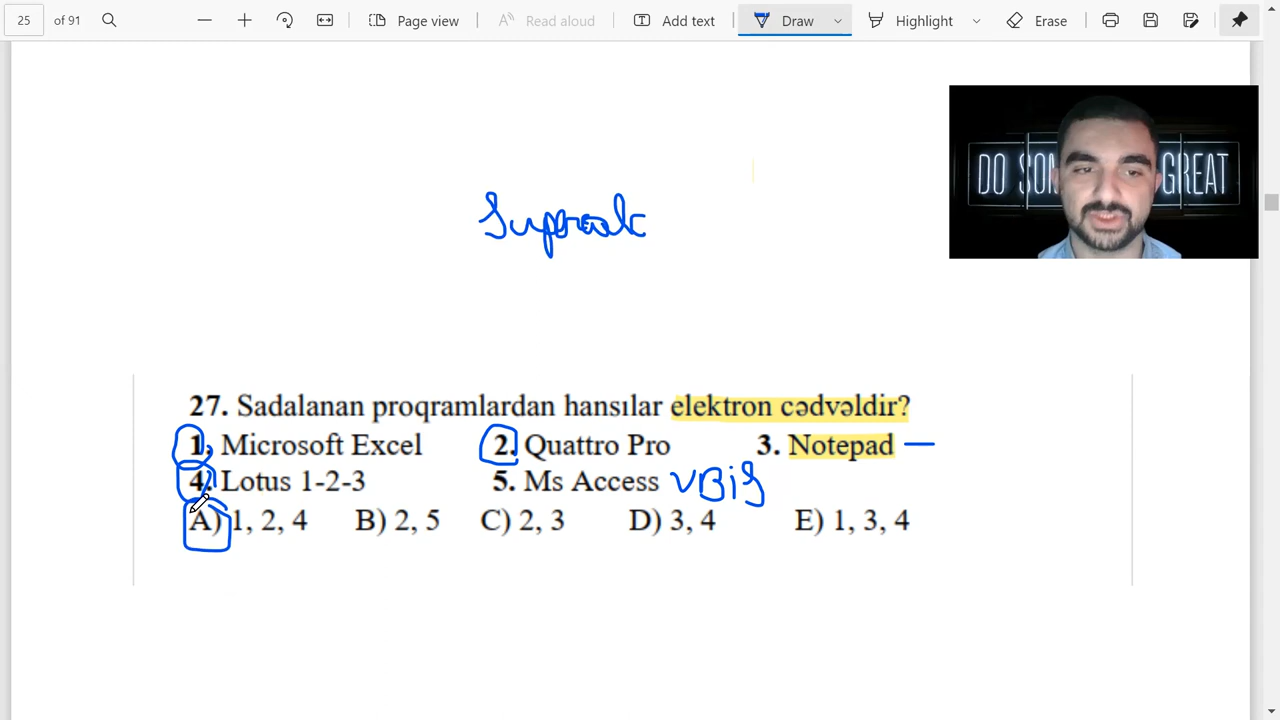 25 of 91 Page view Read aloud Add text Draw Highlight Erase
DO SOM GREAT
27. Sadalanan proqramlardan hansılar elektron cədvəldir?
1. Microsoft Excel 2. Quattro Pro 3. Notepad —
4. Lotus 1-2-3 5. Ms Access VBİS
A) 1, 2, 4 B) 2, 5 C) 2, 3 D) 3, 4 E) 1, 3, 4